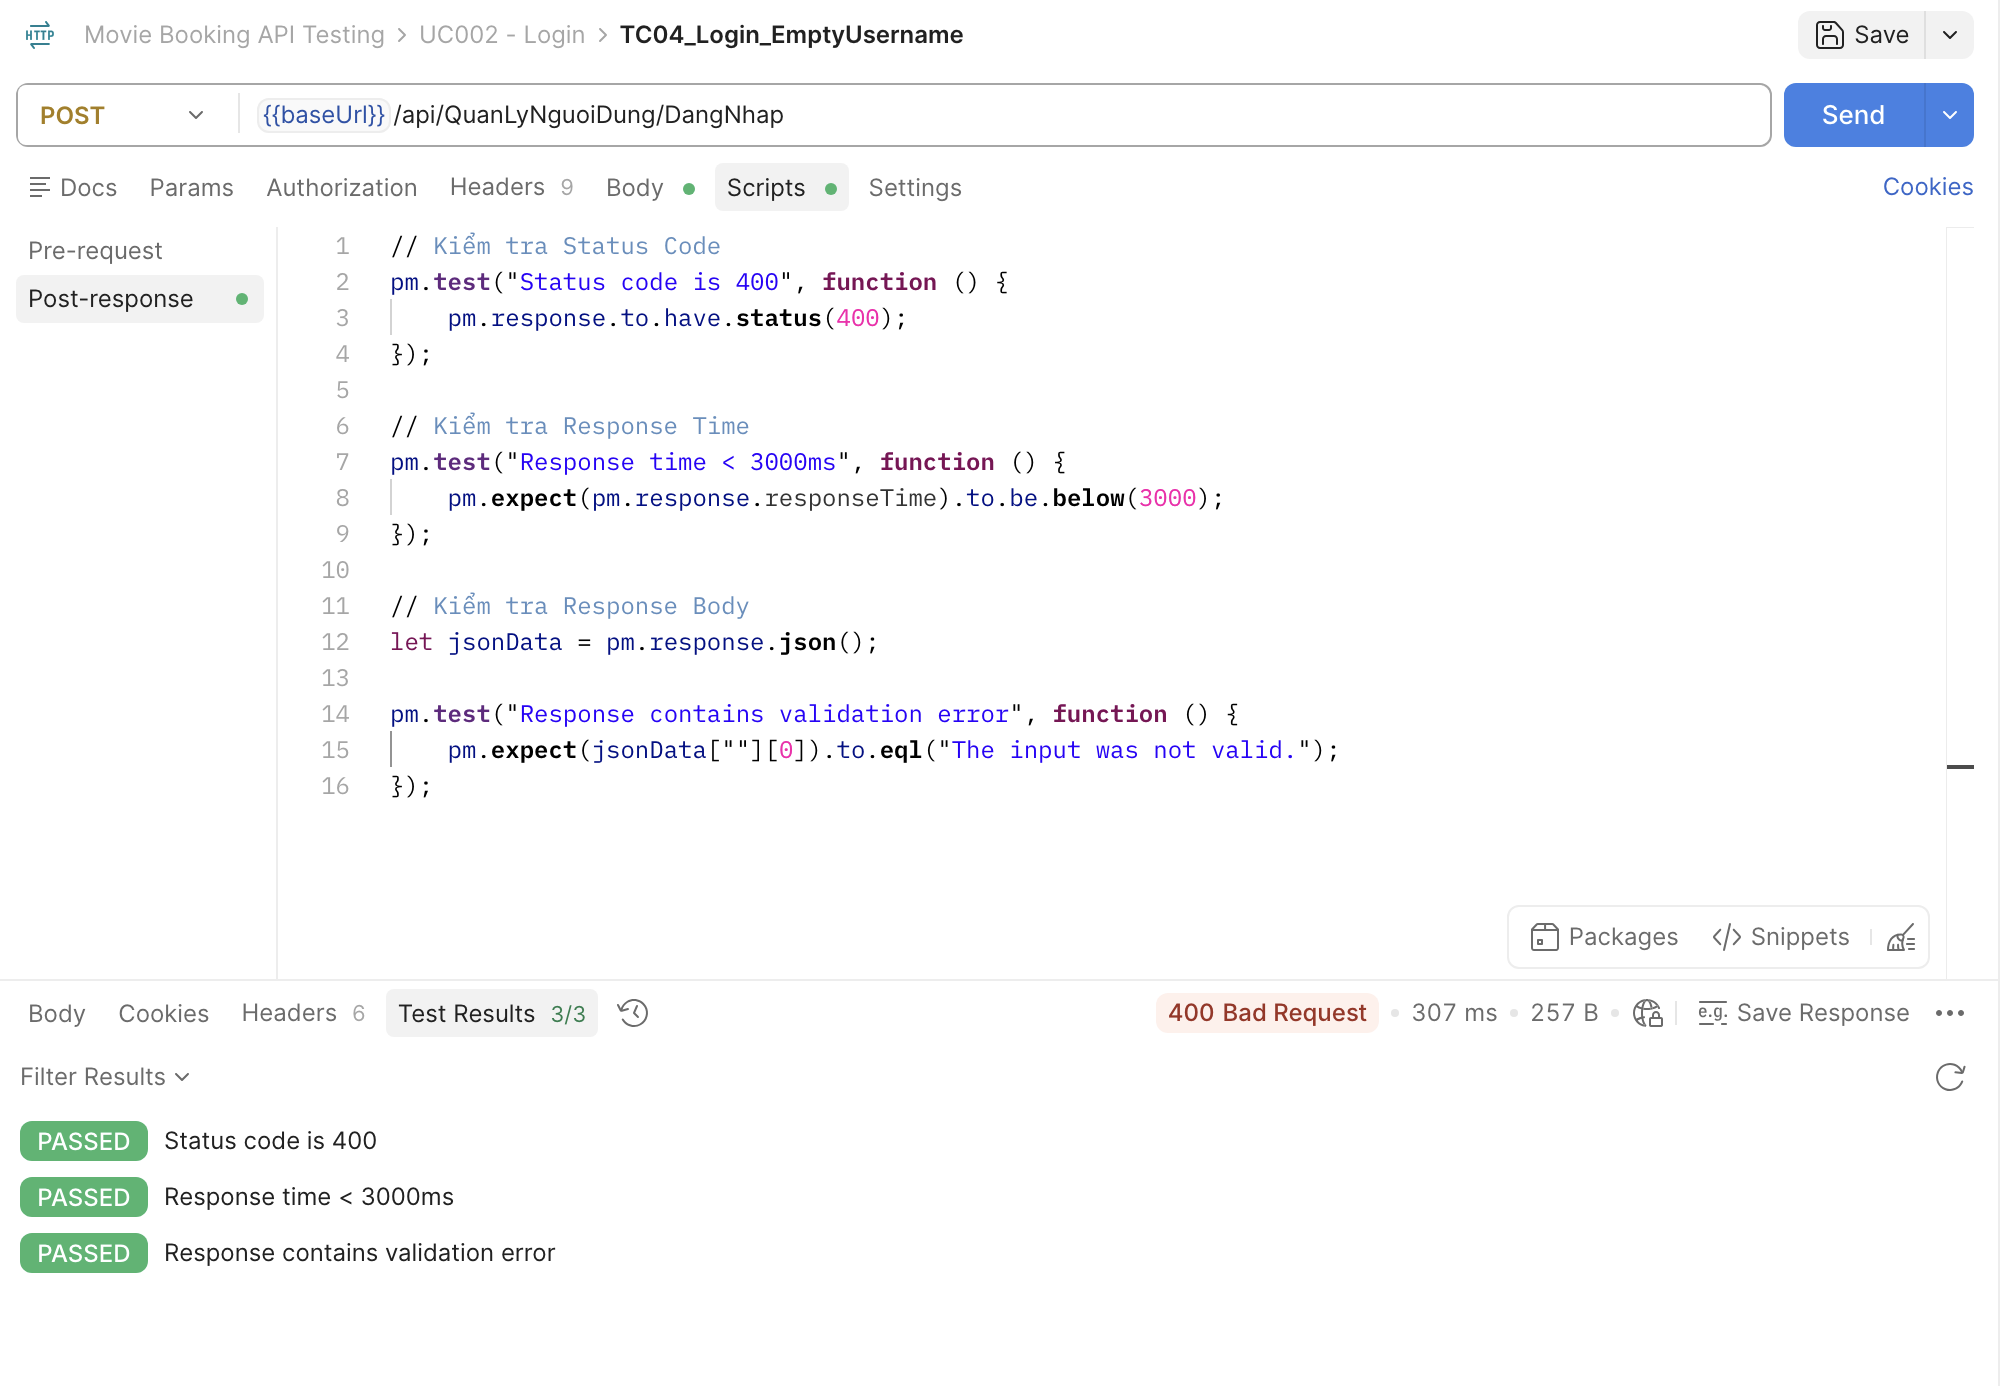 HTTP Movie Booking API Testing > UC002 - Login > TC04_Login_EmptyUsername Save
POST {{baseUrl}}/api/QuanLyNguoiDung/DangNhap Send
Docs Params Authorization Headers 9 Body Scripts Settings Cookies
Pre-request
Post-response
1 // Kiểm tra Status Code
2 pm.test("Status code is 400", function () {
3 pm.response.to.have.status(400);
4 });
5
6 // Kiểm tra Response Time
7 pm.test("Response time < 3000ms", function () {
8 pm.expect(pm.response.responseTime).to.be.below(3000);
9 });
10
11 // Kiểm tra Response Body
12 let jsonData = pm.response.json();
13
14 pm.test("Response contains validation error", function () {
15 pm.expect(jsonData[""][0]).to.eql("The input was not valid.");
16 });
Packages </> Snippets
Body Cookies Headers 6 Test Results 3/3 400 Bad Request • 307 ms • 257 B • e.g. Save Response
Filter Results
PASSED Status code is 400
PASSED Response time < 3000ms
PASSED Response contains validation error